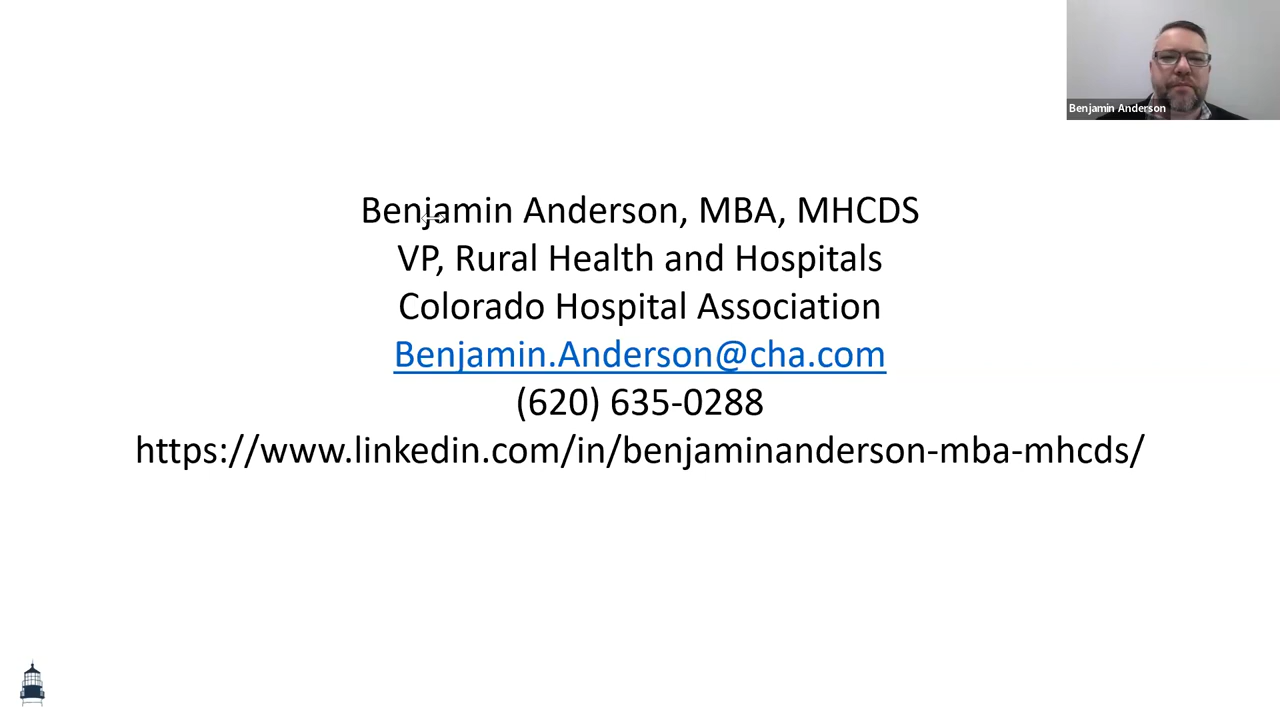 Benjamin Anderson
Benjamin Anderson, MBA, MHCDS
VP, Rural Health and Hospitals
Colorado Hospital Association
Benjamin.Anderson@cha.com
(620) 635-0288
https://www.linkedin.com/in/benjaminanderson-mba-mhcds/